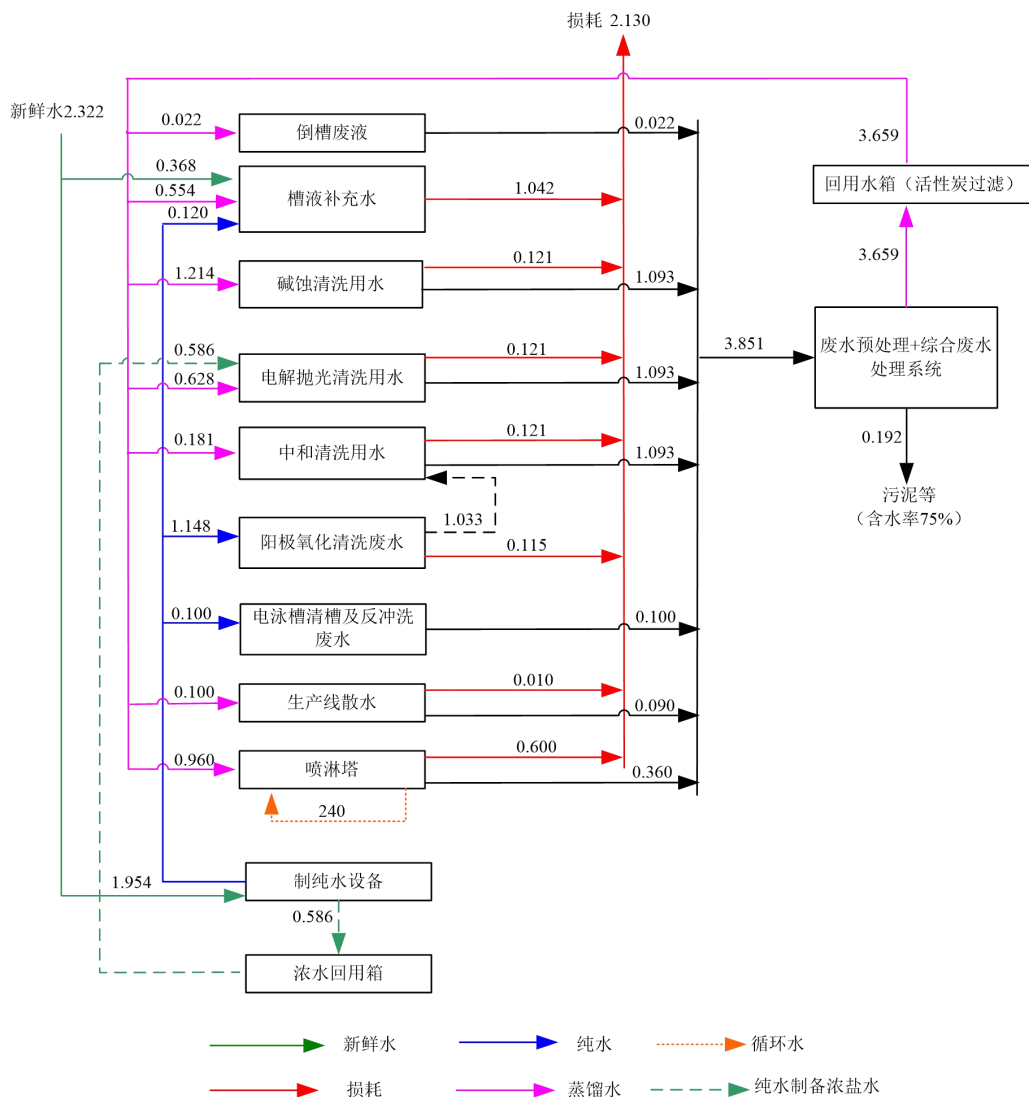 损耗 2.130
新鲜水2.322
0.022
倒槽废液
0.022
3.659
0.368
0.554
0.120
槽液补充水
1.042
回用水箱（活性炭过滤）
3.659
1.214
碱蚀清洗用水
0.121
1.093
0.586
0.628
电解抛光清洗用水
0.121
1.093
3.851
废水预处理+综合废水
处理系统
0.192
污泥等
（含水率75%）
0.181
中和清洗用水
0.121
1.093
1.148
阳极氧化清洗废水
1.033
0.115
0.100
电泳槽清槽及反冲洗
废水
0.100
0.100
生产线散水
0.010
0.090
0.960
喷淋塔
0.600
0.360
240
1.954
制纯水设备
0.586
浓水回用箱
新鲜水
纯水
循环水
损耗
蒸馏水
纯水制备浓盐水